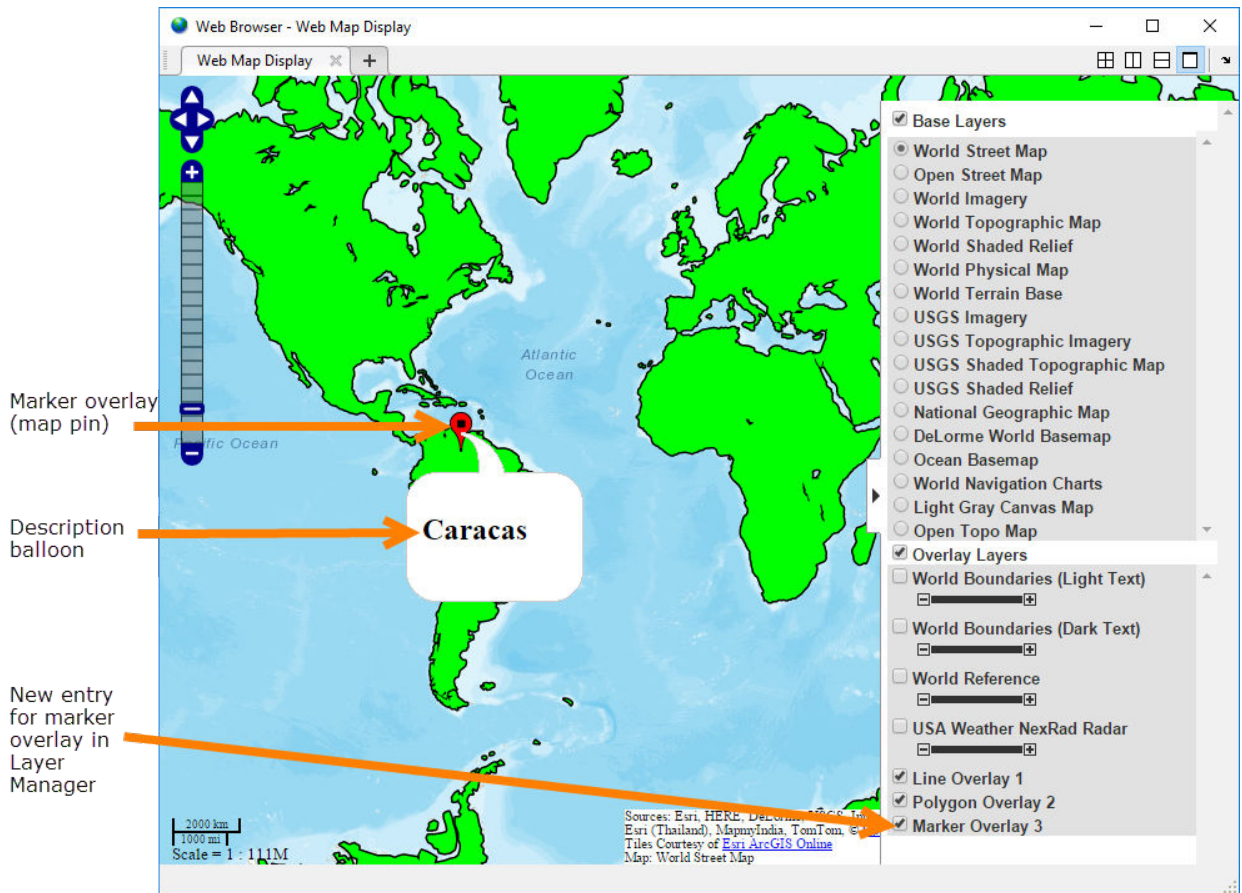 Web Browser - Web Map Display
Web Map Display
Base Layers
World Street Map
Open Street Map
World Imagery
World Topographic Map
World Shaded Relief
World Physical Map
World Terrain Base
USGS Imagery
USGS Topographic Imagery
USGS Shaded Topographic Map
USGS Shaded Relief
National Geographic Map
DeLorme World Basemap
Ocean Basemap
World Navigation Charts
Light Gray Canvas Map
Open Topo Map
Overlay Layers
World Boundaries (Light Text)
World Boundaries (Dark Text)
World Reference
USA Weather NexRad Radar
Line Overlay 1
Polygon Overlay 2
Marker Overlay 3
Atlantic
Ocean
Marker overlay
(map pin)
Ocean
Caracas
Description
balloon
New entry
for marker
overlay in
Layer
Manager
2000 km
1000 mi
Scale = 1 : 111M
Sources: Esri, HERE, DeLorme, USGS,
Esri (Thailand), MapmyIndia, TomTom, ©
Tiles Courtesy of Esri ArcGIS Online
Map: World Street Map